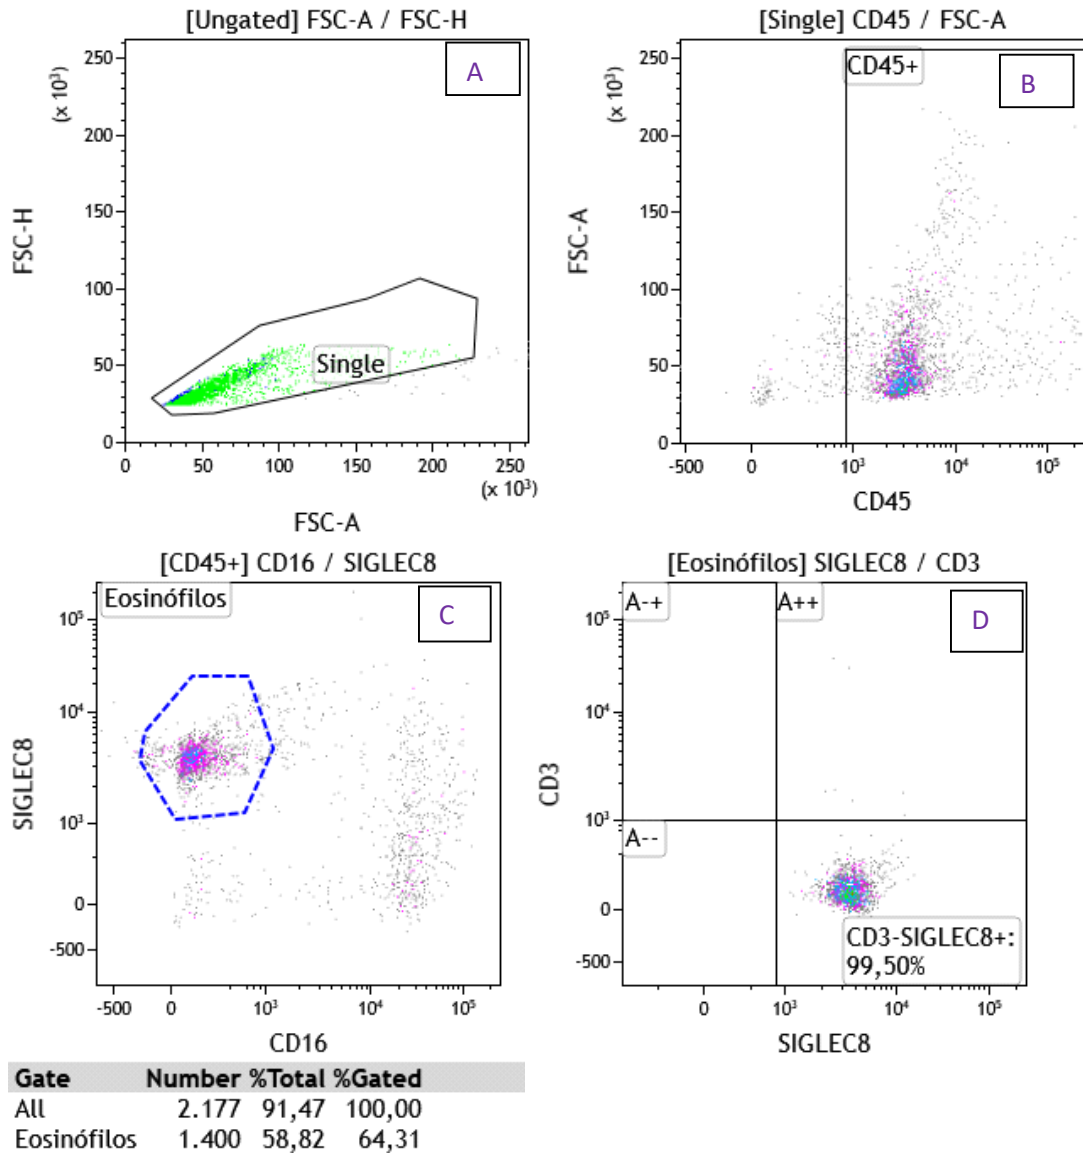 [Ungated] FSC-A / FSC-H
A
(x 10³)
FSC-H
250
200
150
100
50
0
Single
0 50 100 150 200 250
(x 10³)
FSC-A
[Single] CD45 / FSC-A
CD45+
B
(x 10³)
FSC-A
250
200
150
100
50
0
-500 0 10³ 10⁴ 10⁵
CD45
[CD45+] CD16 / SIGLEC8
Eosinófilos
C
SIGLEC8
10⁵
10⁴
10³
0
-500
-500 0 10³ 10⁴ 10⁵
CD16
[Eosinófilos] SIGLEC8 / CD3
A-+
A++
D
CD3
10⁵
10⁴
10³
0
-500
A--
CD3-SIGLEC8+:
99,50%
0 10³ 10⁴ 10⁵
SIGLEC8
Gate Number %Total %Gated
All 2.177 91,47 100,00
Eosinófilos 1.400 58,82 64,31